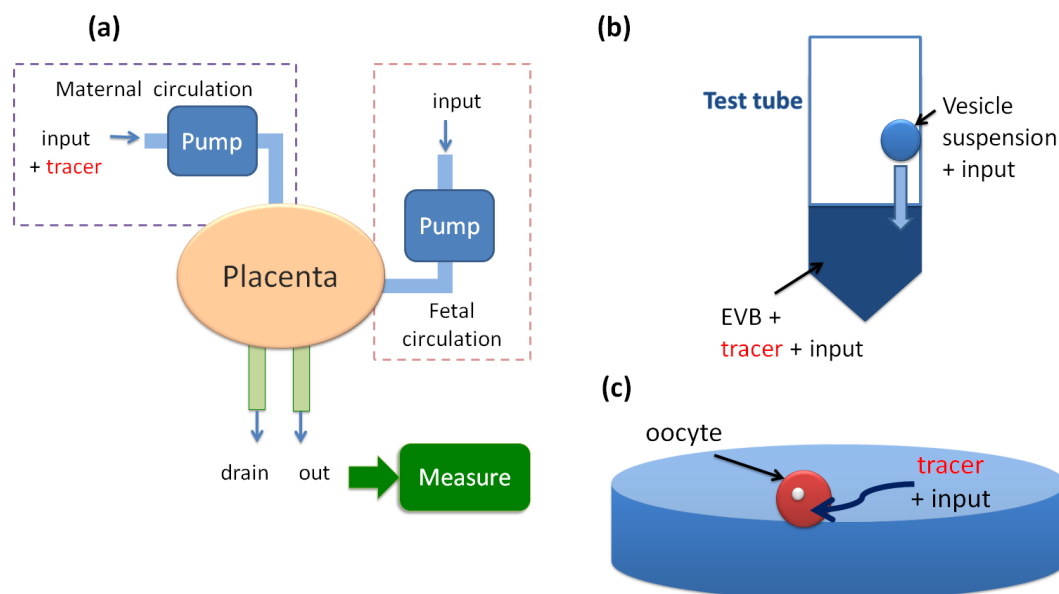 (a)
Maternal circulation
input
+ tracer
Pump
input
Pump
Placenta
Fetal
circulation
drain
out
Measure
(b)
Test tube
Vesicle
suspension
+ input
EVB +
tracer + input
(c)
oocyte
tracer
+ input